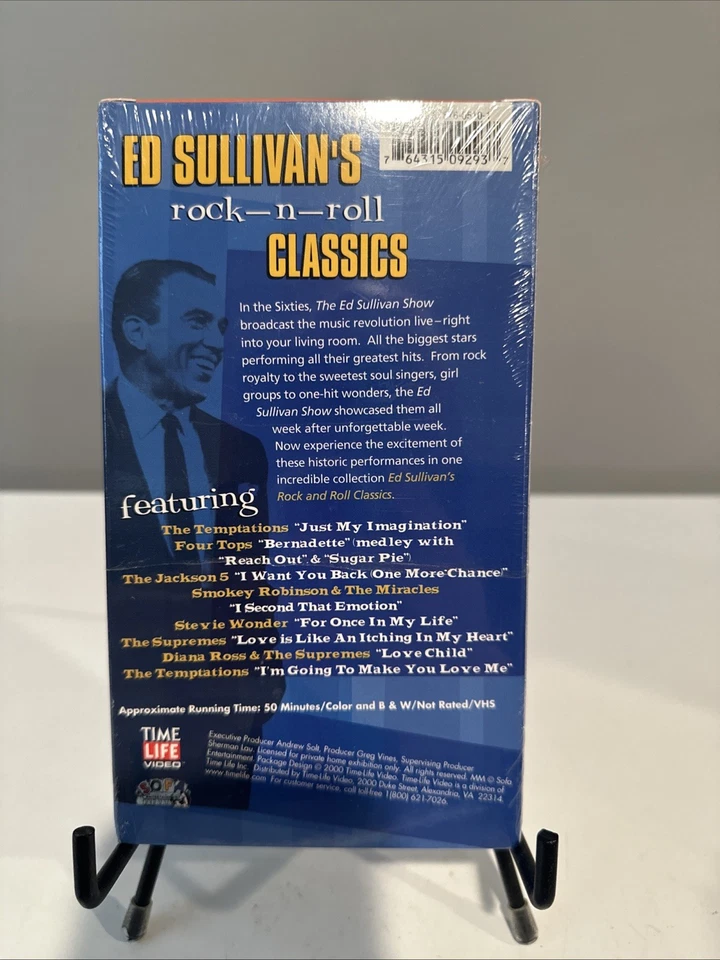 ED SULLIVAN'S
rock-n-roll
CLASSICS
7 64315 09293 7
In the Sixties, The Ed Sullivan Show
broadcast the music revolution live–right
into your living room. All the biggest stars
performing all their greatest hits. From rock
royalty to the sweetest soul singers, girl
groups to one-hit wonders, the Ed
Sullivan Show showcased them all
week after unforgettable week.
Now experience the excitement of
these historic performances in one
incredible collection Ed Sullivan's
Rock and Roll Classics.
featuring
The Temptations "Just My Imagination"
Four Tops "Bernadette" (medley with
"Reach Out" & "Sugar Pie")
The Jackson 5 "I Want You Back (One More Chance)"
Smokey Robinson & The Miracles
"I Second That Emotion"
Stevie Wonder "For Once In My Life"
The Supremes "Love is Like An Itching In My Heart"
Diana Ross & The Supremes "Love Child"
The Temptations "I'm Going To Make You Love Me"
Approximate Running Time: 50 Minutes/Color and B & W/Not Rated/VHS
TIME
LIFE
VIDEO
Executive Producer Andrew Solt, Producer Greg Vines, Supervising Producer
Sherman Lau. Licensed for private home exhibition only. All rights reserved. MM © Sofa
Entertainment. Package Design © 2000 Time-Life Video. Time-Life Video is a division of
Time Life Inc. Distributed by Time-Life Video, 2000 Duke Street, Alexandria, VA 22314.
www.timelife.com For customer service, call toll-free 1(800) 621-7026.
SOFA